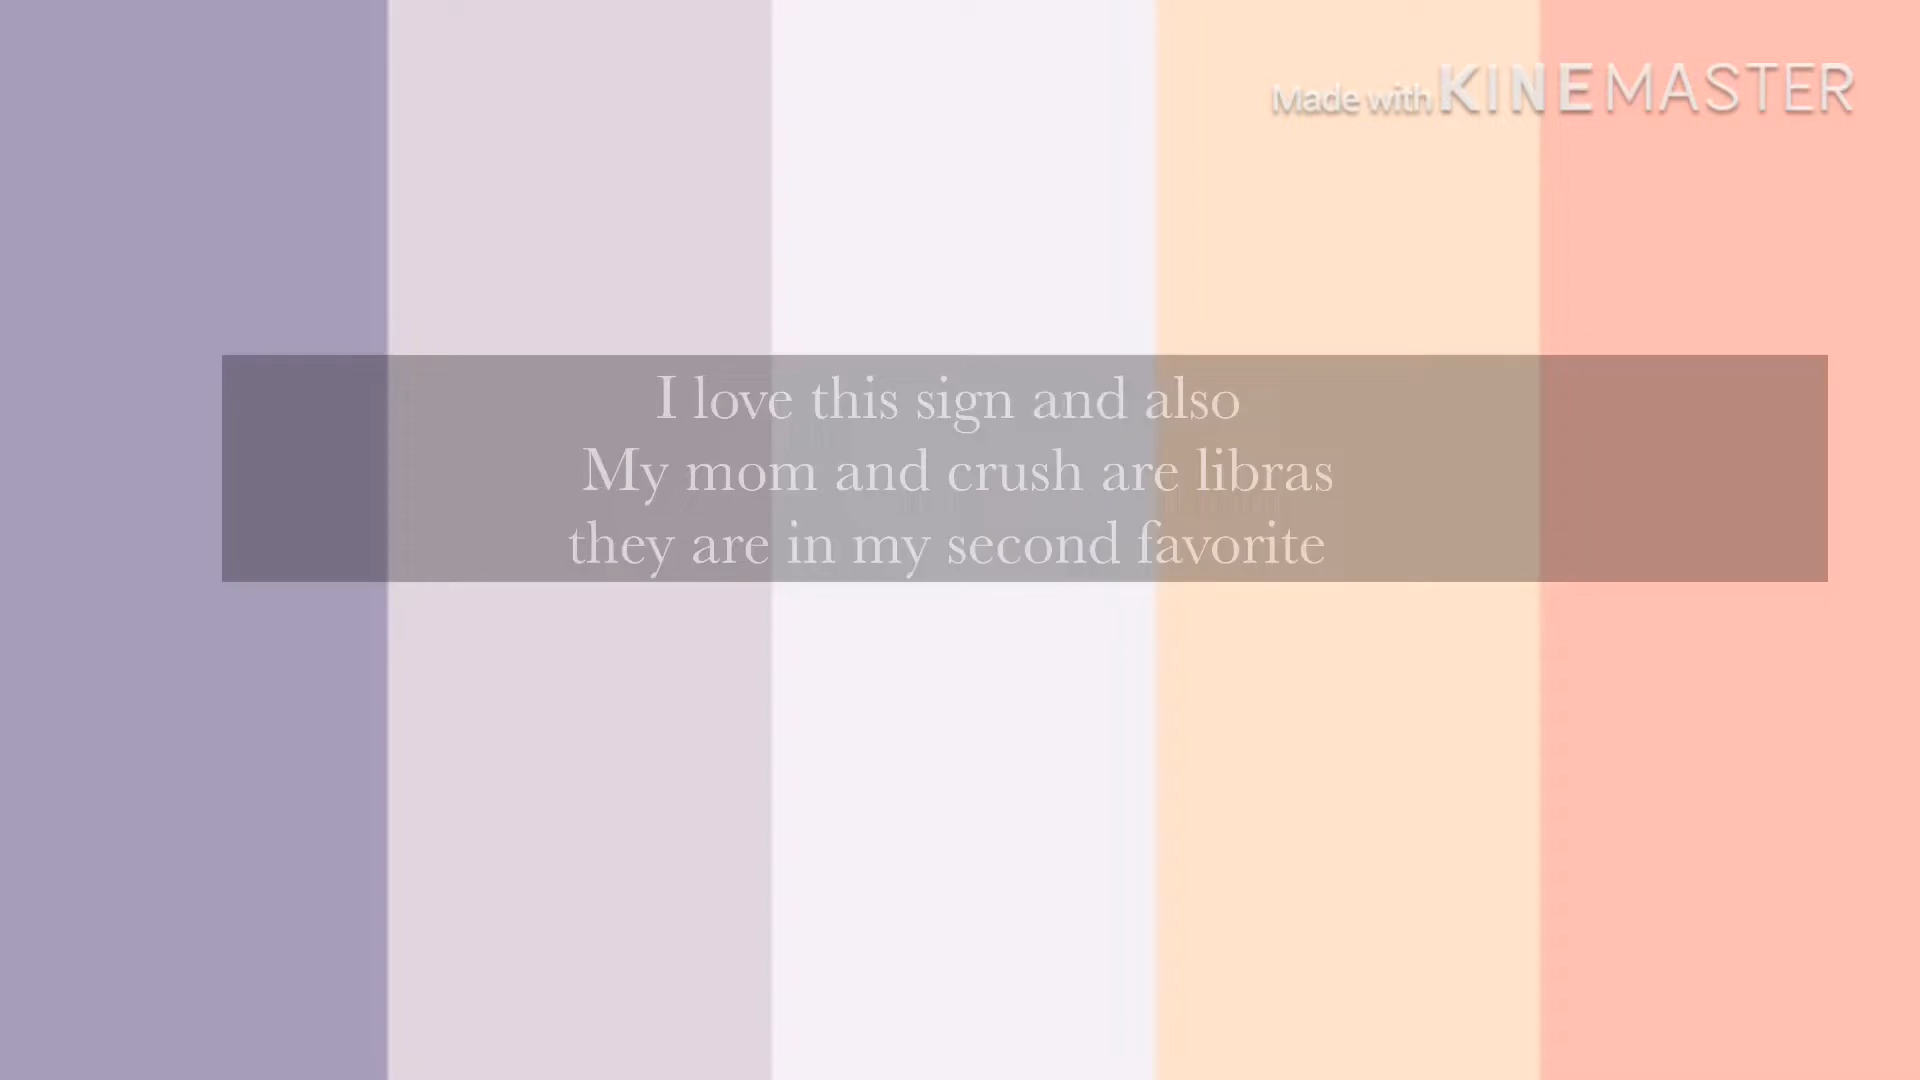 Made with KINEMASTER
I love this sign and also
My mom and crush are libras
they are in my second favorite